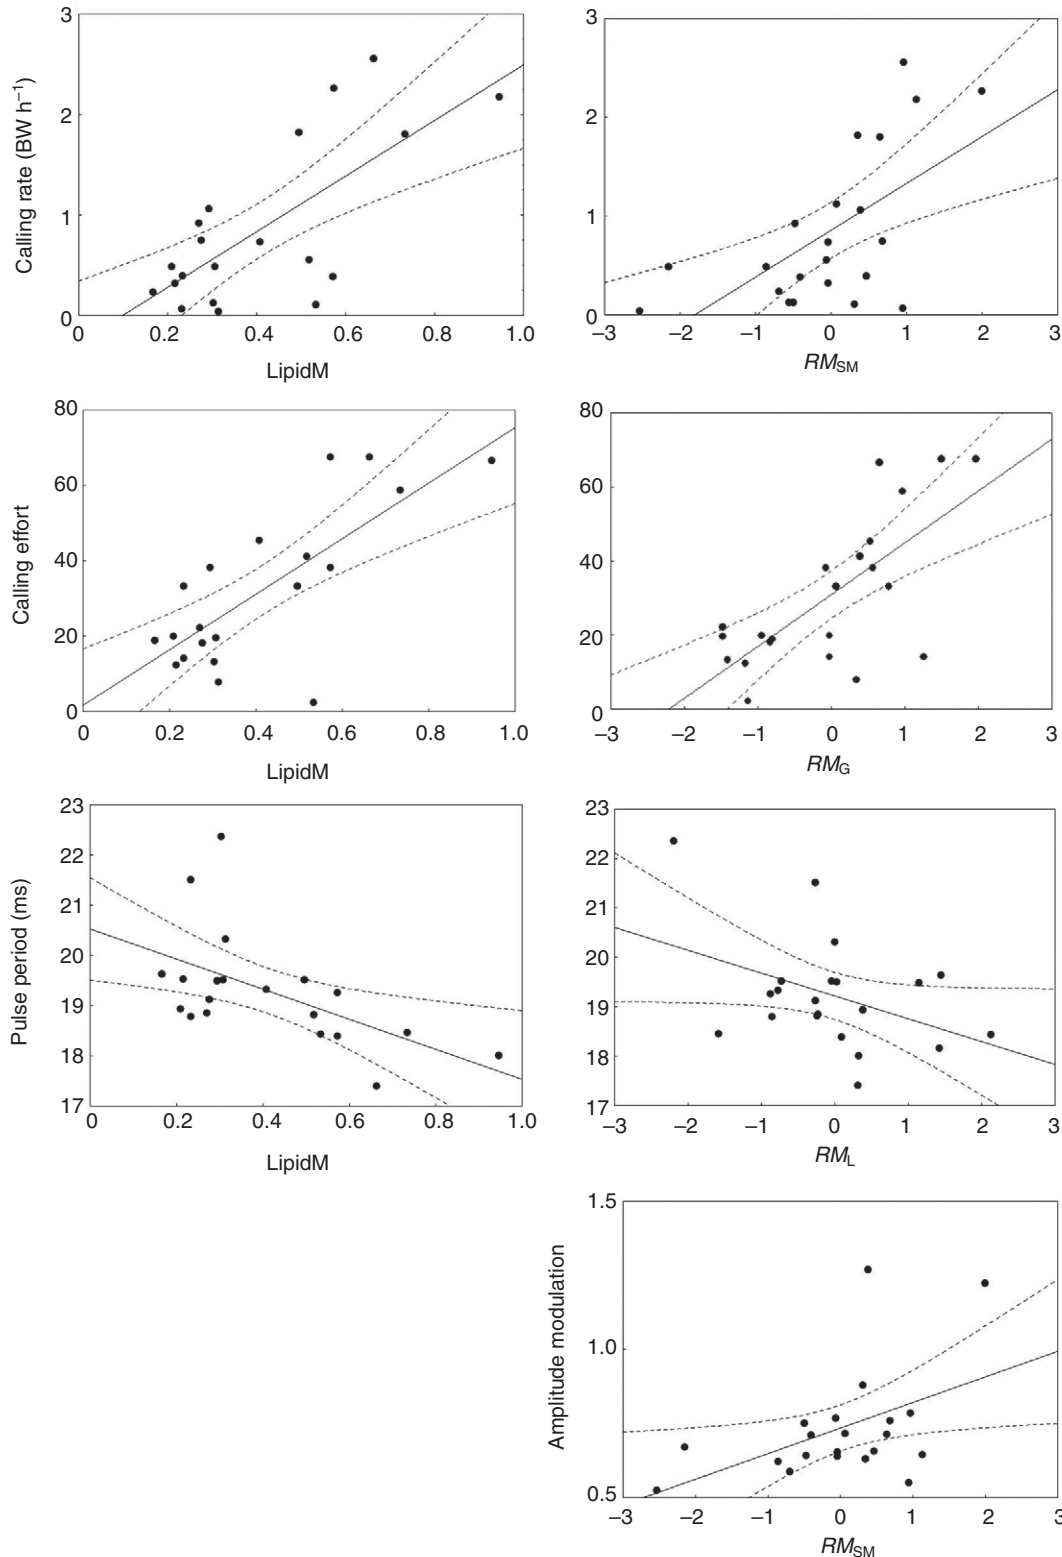 3
2
1
0
Calling rate (BW h–1)
0 0.2 0.4 0.6 0.8 1.0
LipidM
3
2
1
0
–3 –2 –1 0 1 2 3
RMSM
80
60
40
20
0
Calling effort
0 0.2 0.4 0.6 0.8 1.0
LipidM
80
60
40
20
0
–3 –2 –1 0 1 2 3
RMG
23
22
21
20
19
18
17
Pulse period (ms)
0 0.2 0.4 0.6 0.8 1.0
LipidM
23
22
21
20
19
18
17
–3 –2 –1 0 1 2 3
RML
1.5
1.0
0.5
Amplitude modulation
–3 –2 –1 0 1 2 3
RMSM